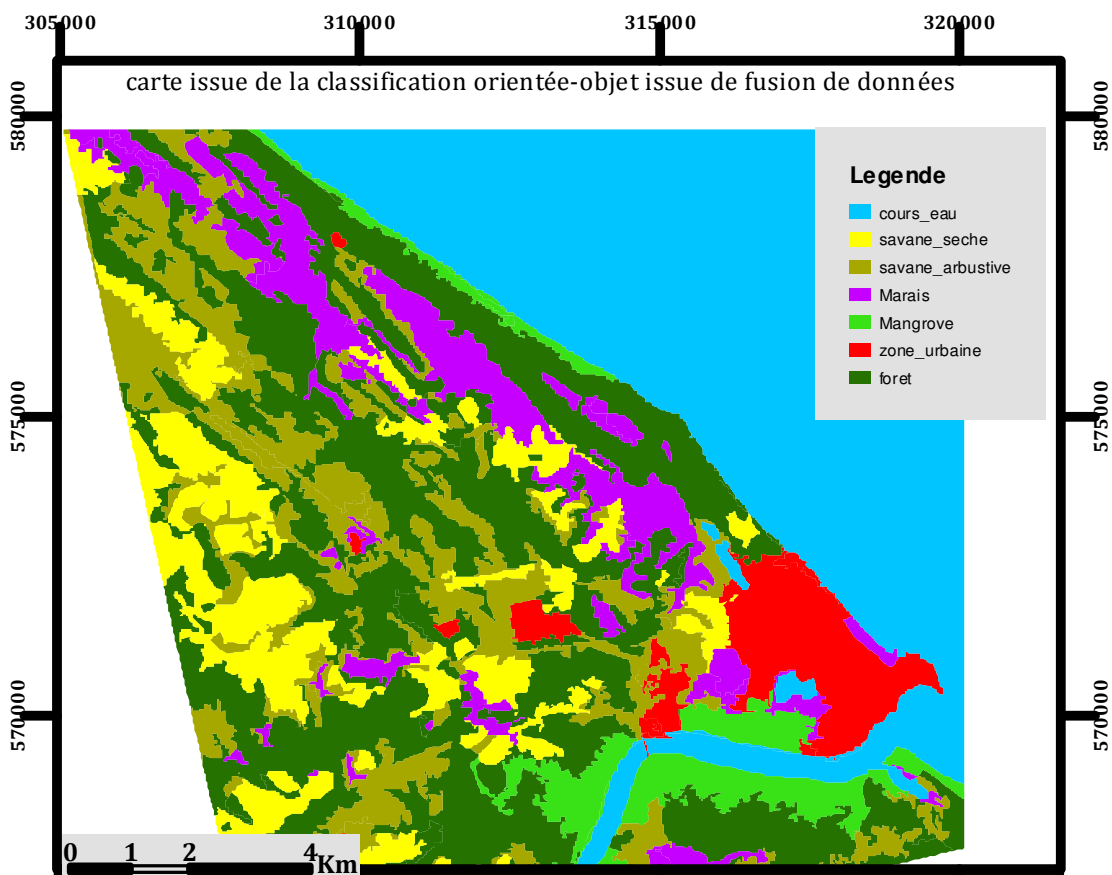 305000 310000 315000 320000
carte issue de la classification orientée-objet issue de fusion de données
580000 580000
Legende
cours_eau
savane_seche
savane_arbustive
Marais
Mangrove
zone_urbaine
foret
575000 575000
570000 570000
0 1 2 4 Km